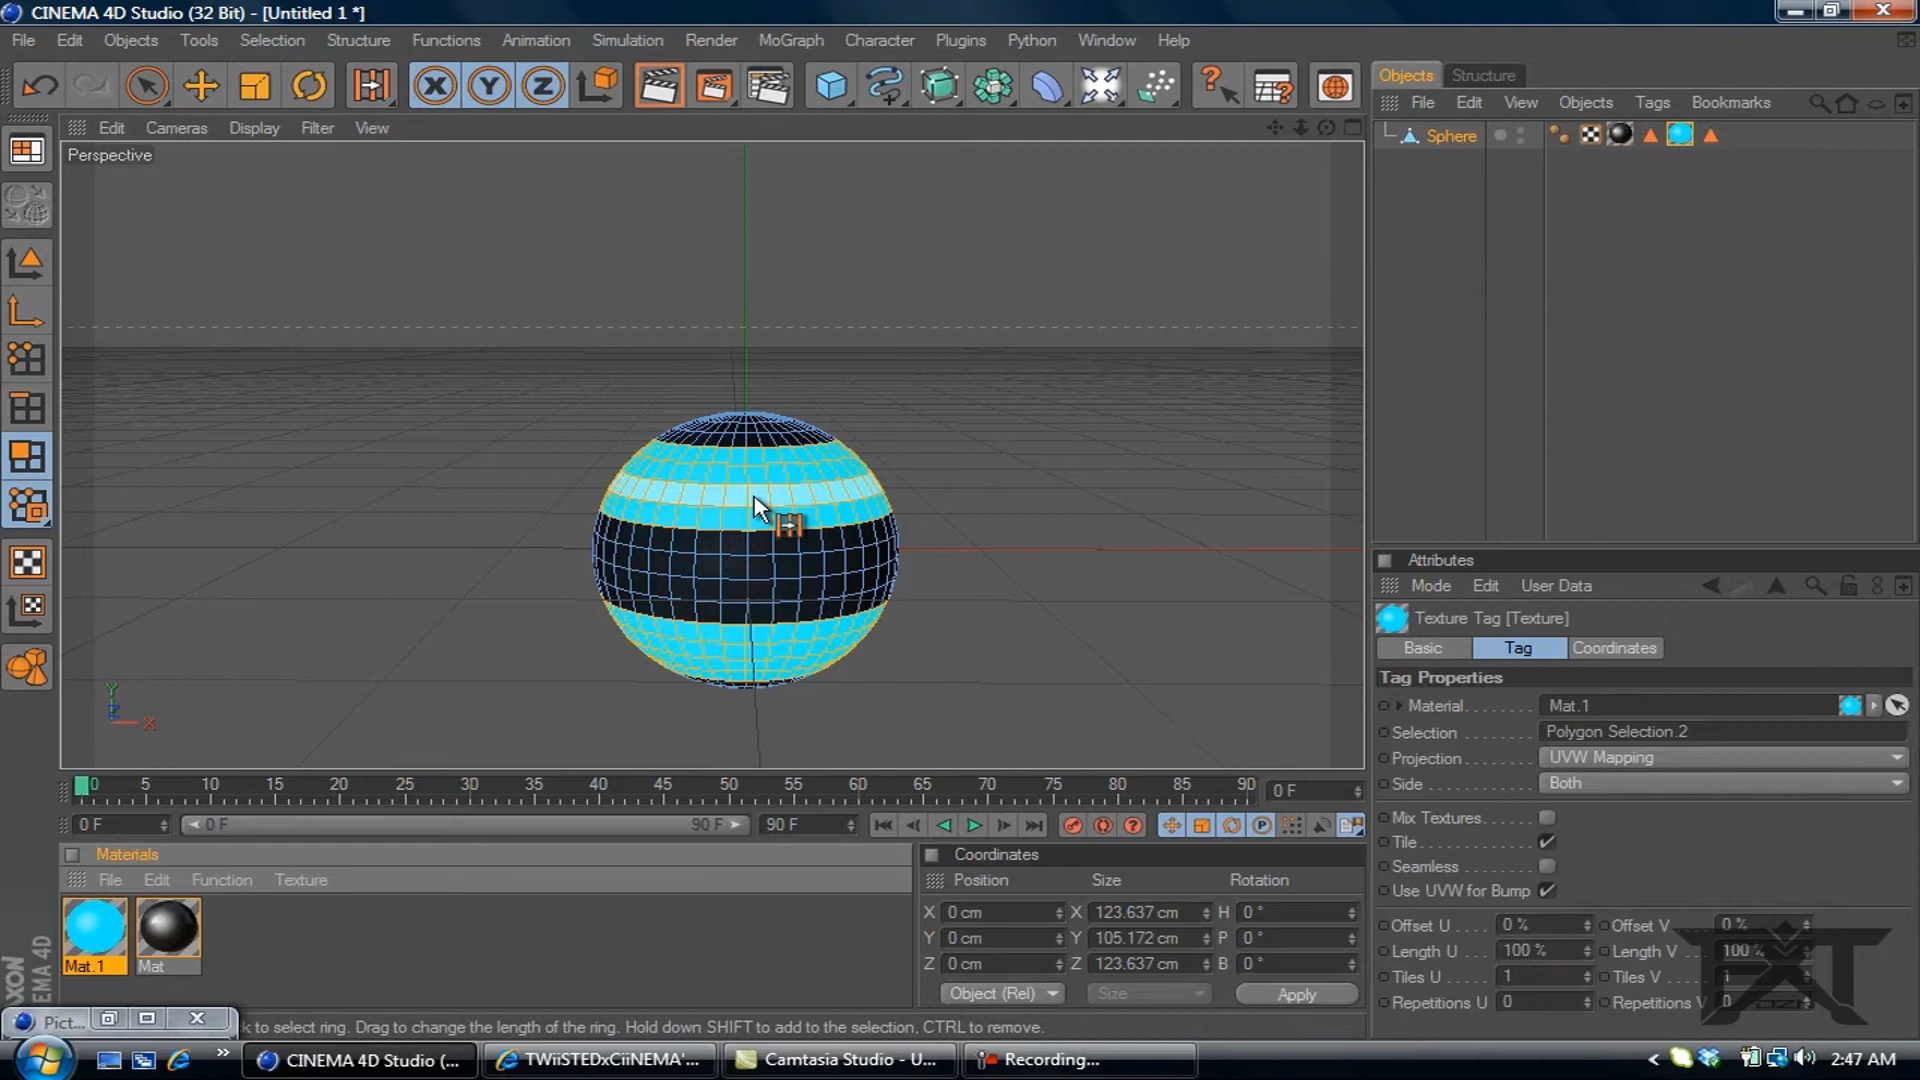 CINEMA 4D Studio (32 Bit) - [Untitled 1 *]
File Edit Objects Tools Selection Structure Functions Animation Simulation Render MoGraph Character Plugins Python Window Help
Objects Structure
File Edit View Objects Tags Bookmarks
Edit Cameras Display Filter View
Perspective
Sphere
Y
X
Attributes
Mode Edit User Data
Texture Tag [Texture]
Basic Tag Coordinates
Tag Properties
Material Mat.1
Selection Polygon Selection.2
Projection UVW Mapping
Side Both
Mix Textures
Tile
Seamless
Use UVW for Bump
Offset U 0 % Offset V 0 %
Length U 100 % Length V 100 %
Tiles U 1 Tiles V 1
Repetitions U 0 Repetitions V 0
0 5 10 15 20 25 30 35 40 45 50 55 60 65 70 75 80 85 90 0 F
0 F 0 F 90 F 90 F
Materials
File Edit Function Texture
Mat.1 Mat
Coordinates
Position Size Rotation
X 0 cm X 123.637 cm H 0 °
Y 0 cm Y 105.172 cm P 0 °
Z 0 cm Z 123.637 cm B 0 °
Object (Rel) Size Apply
Pict...
k to select ring. Drag to change the length of the ring. Hold down SHIFT to add to the selection, CTRL to remove.
CINEMA 4D Studio (... TWiiSTEDxCiiNEMA'... Camtasia Studio - U... Recording... 2:47 AM